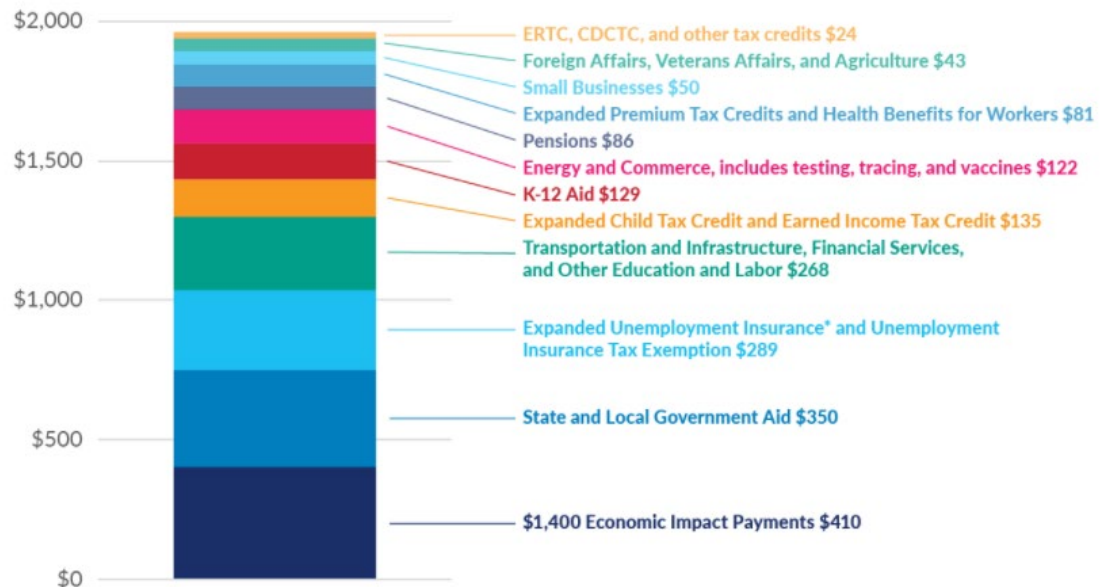 $2,000
$1,500
$1,000
$500
$0
ERTC, CDCTC, and other tax credits $24
Foreign Affairs, Veterans Affairs, and Agriculture $43
Small Businesses $50
Expanded Premium Tax Credits and Health Benefits for Workers $81
Pensions $86
Energy and Commerce, includes testing, tracing, and vaccines $122
K-12 Aid $129
Expanded Child Tax Credit and Earned Income Tax Credit $135
Transportation and Infrastructure, Financial Services,
and Other Education and Labor $268
Expanded Unemployment Insurance* and Unemployment
Insurance Tax Exemption $289
State and Local Government Aid $350
$1,400 Economic Impact Payments $410